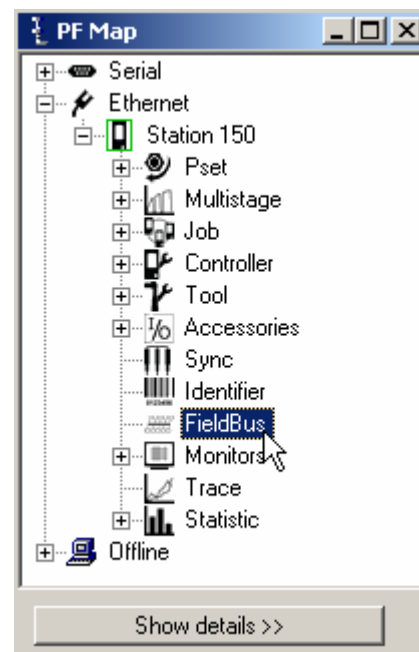 PF Map
Serial
Ethernet
Station 150
Pset
Multistage
Job
Controller
Tool
I/o Accessories
Sync
Identifier
FieldBus
Monitors
Trace
Statistic
Offline
Show details >>